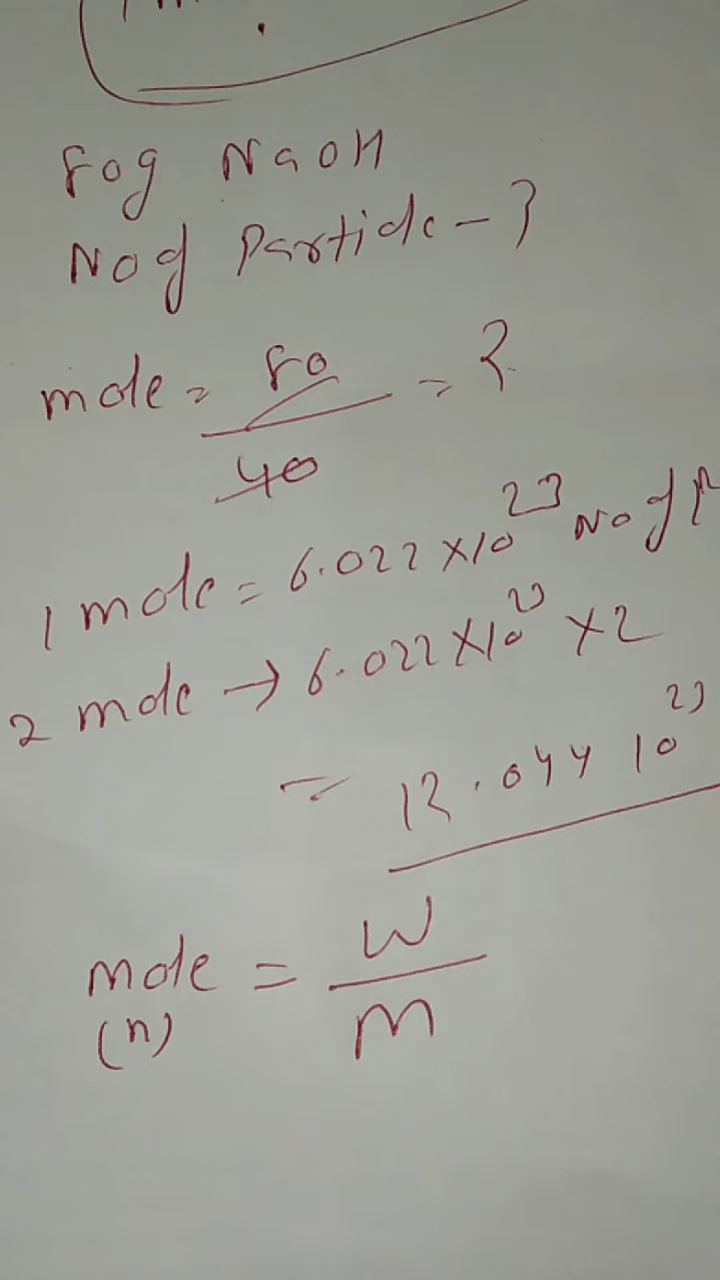 80g NaOH
No of Particle - ?
mole = 80/40 = 2
1 mole = 6.022 × 10^23 No of P
2 mole → 6.022 × 10^23 × 2
= 12.044 10^23
mole (n) = W/M